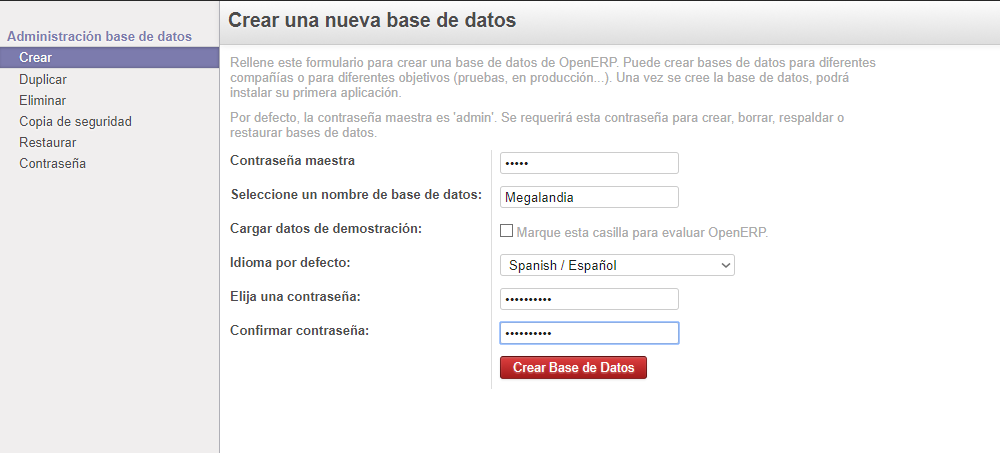 Administración base de datos
Crear
Duplicar
Eliminar
Copia de seguridad
Restaurar
Contraseña
Crear una nueva base de datos
Rellene este formulario para crear una base de datos de OpenERP. Puede crear bases de datos para diferentes
compañías o para diferentes objetivos (pruebas, en producción...). Una vez se cree la base de datos, podrá
instalar su primera aplicación.
Por defecto, la contraseña maestra es 'admin'. Se requerirá esta contraseña para crear, borrar, respaldar o
restaurar bases de datos.
Contraseña maestra •••••
Seleccione un nombre de base de datos: Megalandia
Cargar datos de demostración: Marque esta casilla para evaluar OpenERP.
Idioma por defecto: Spanish / Español
Elija una contraseña: ••••••••••
Confirmar contraseña: ••••••••••
Crear Base de Datos